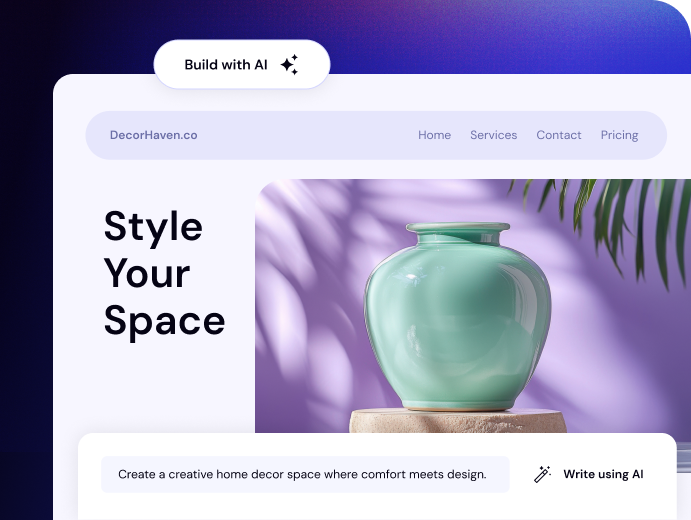 Build with AI
DecorHaven.co
Home Services Contact Pricing
Style
Your
Space
Create a creative home decor space where comfort meets design.
Write using AI